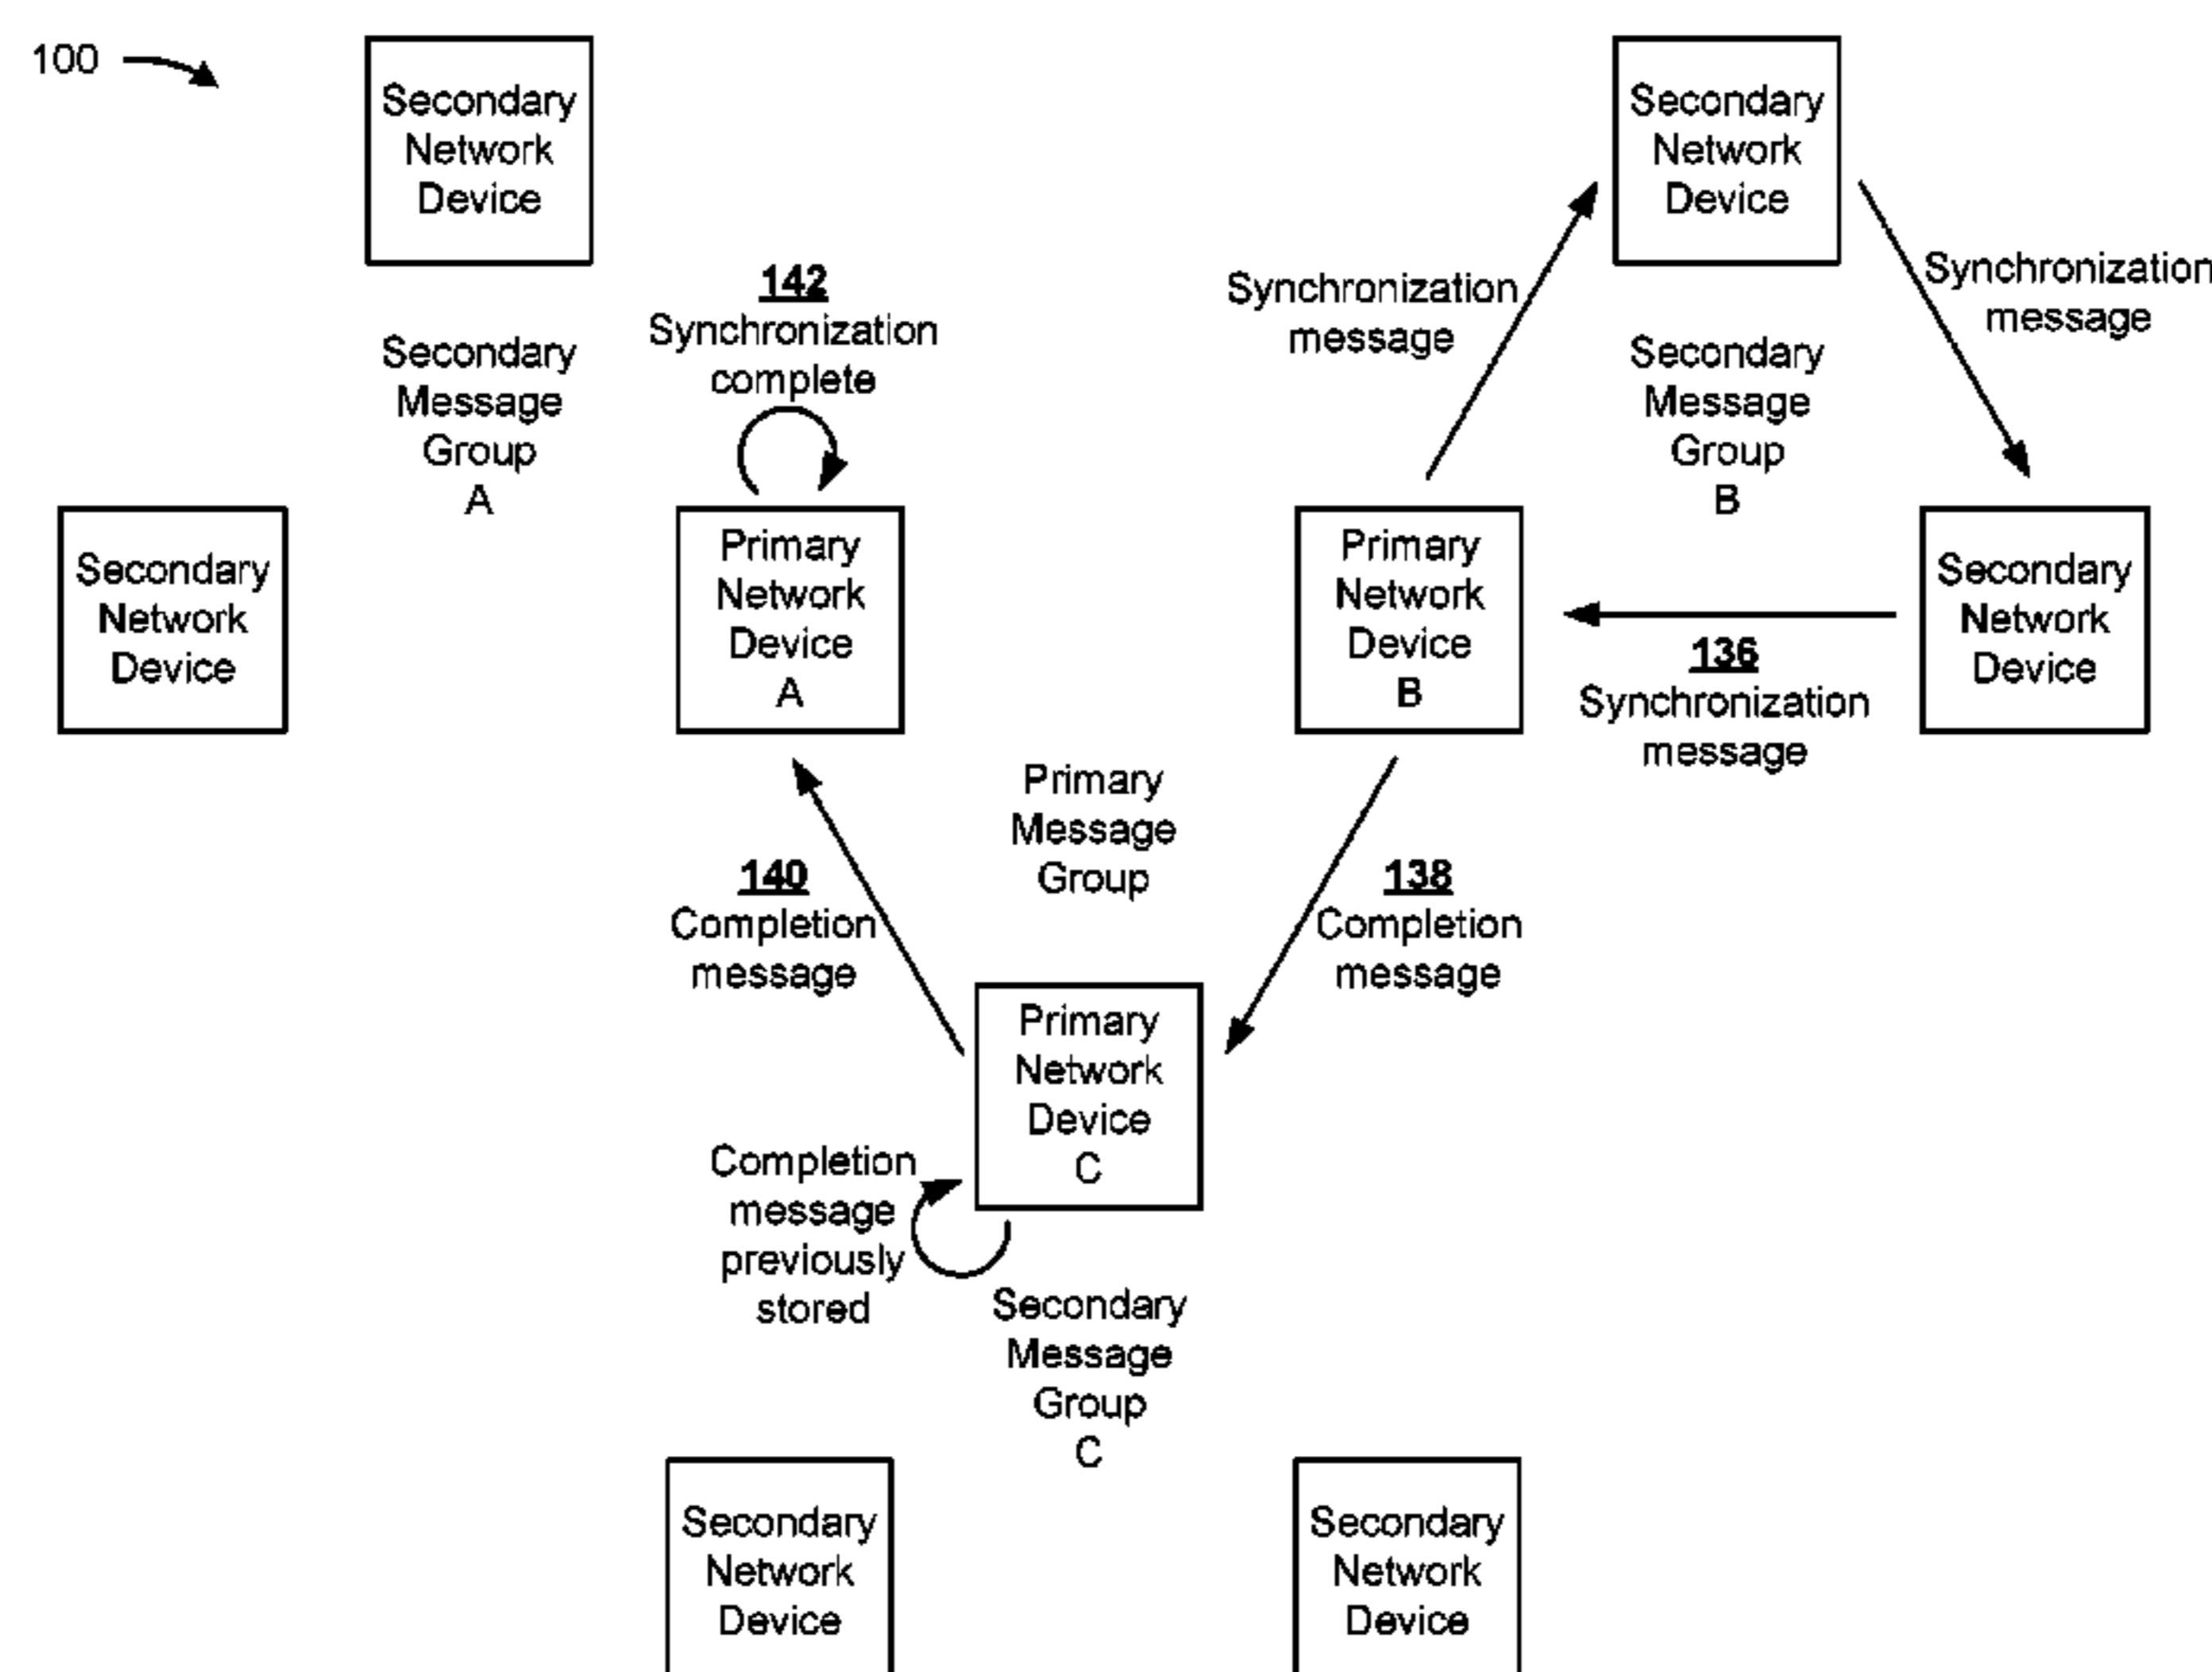 100
Secondary
Network
Device
Secondary
Network
Device
142
Synchronization
complete
Synchronization
message
Synchronization
message
Secondary
Message
Group
A
Secondary
Message
Group
B
Secondary
Network
Device
Primary
Network
Device
A
Primary
Network
Device
B
Secondary
Network
Device
136
Synchronization
message
Primary
Message
Group
140
Completion
message
138
Completion
message
Primary
Network
Device
C
Completion
message
previously
stored
Secondary
Message
Group
C
Secondary
Network
Device
Secondary
Network
Device